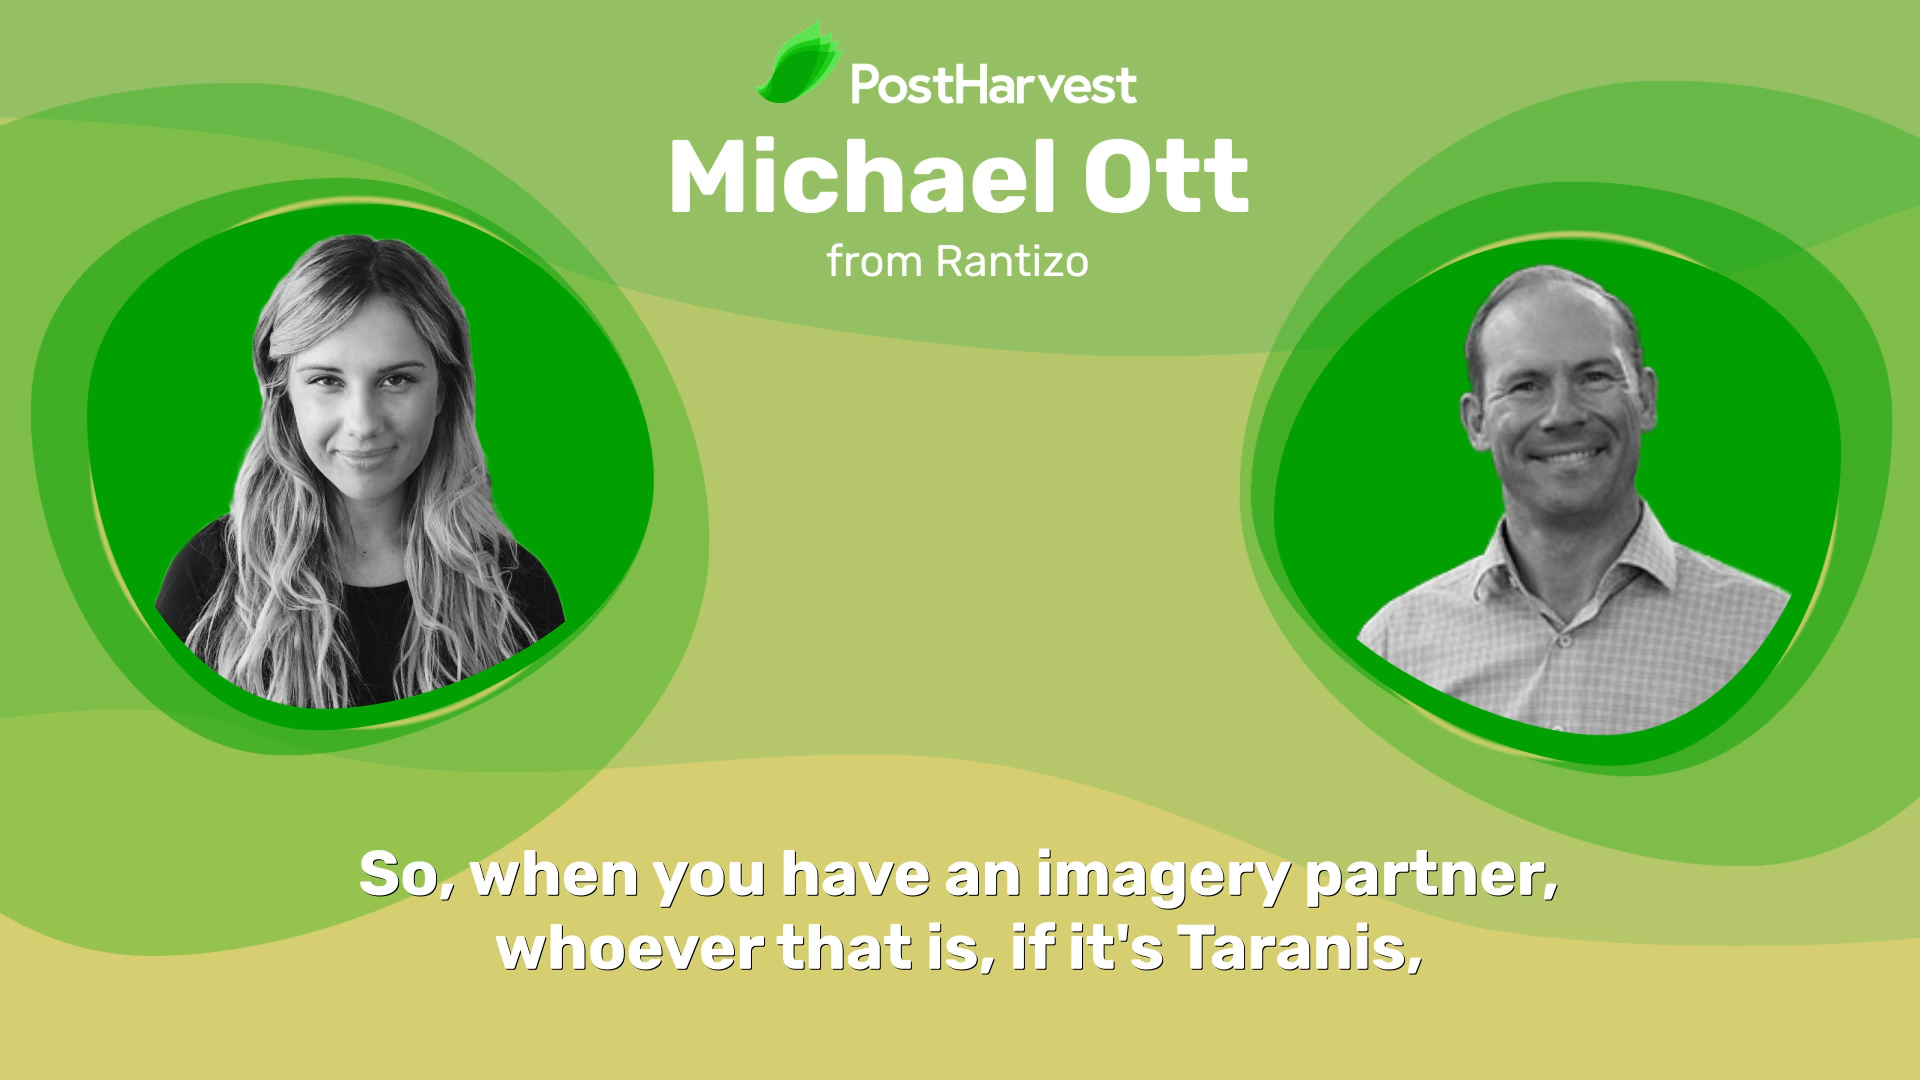 PostHarvest
Michael Ott
from Rantizo
So, when you have an imagery partner,
whoever that is, if it's Taranis,